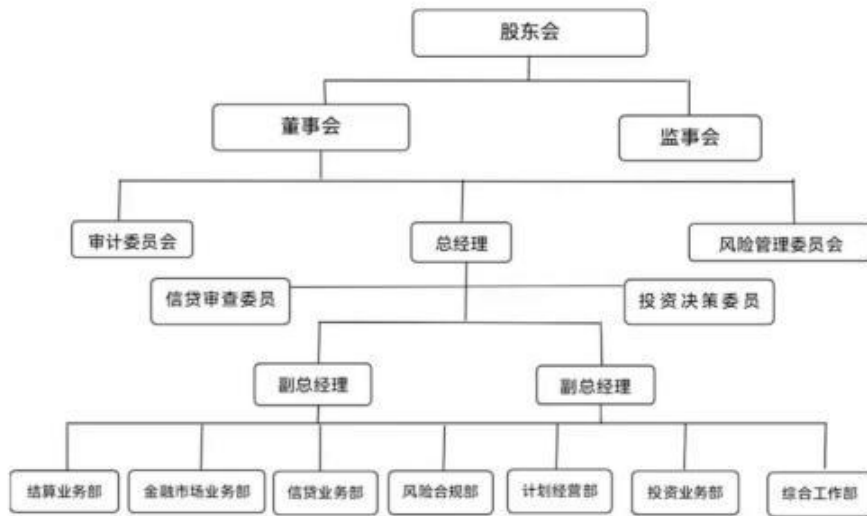 股东会
董事会
监事会
审计委员会
总经理
风险管理委员会
信贷审查委员
投资决策委员
副总经理
副总经理
结算业务部
金融市场业务部
信贷业务部
风险合规部
计划经营部
投资业务部
综合工作部